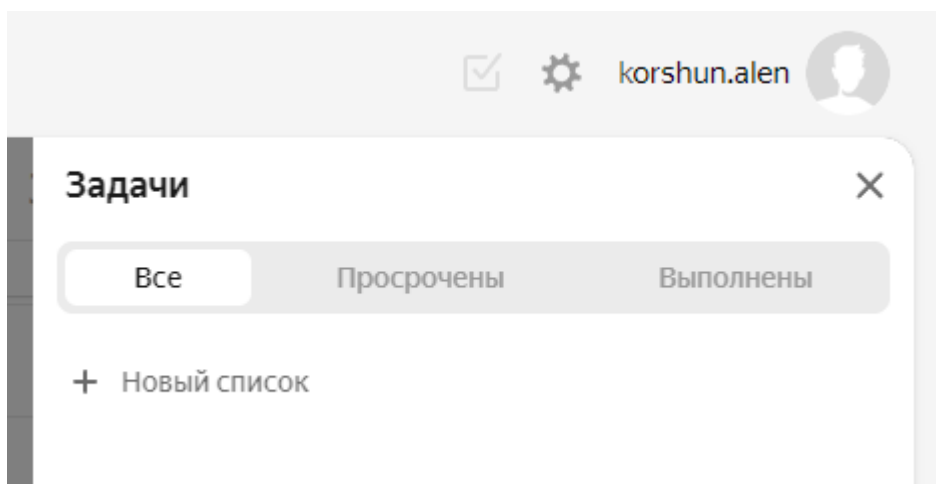 korshun.alen
Задачи
Все Просрочены Выполнены
+ Новый список